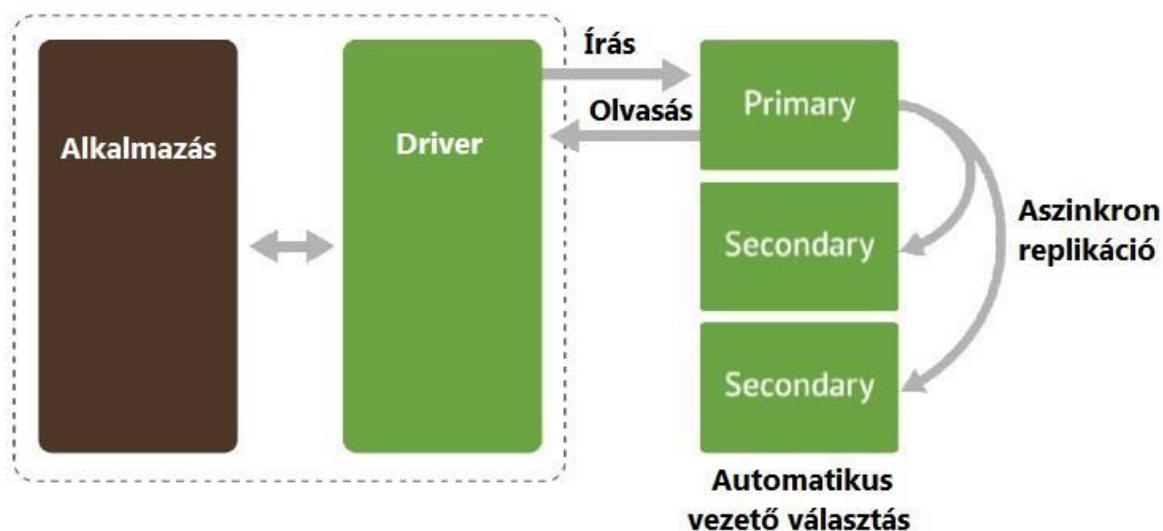 Írás
Olvasás
Alkalmazás
Driver
Primary
Secondary
Secondary
Aszinkron
replikáció
Automatikus
vezető választás